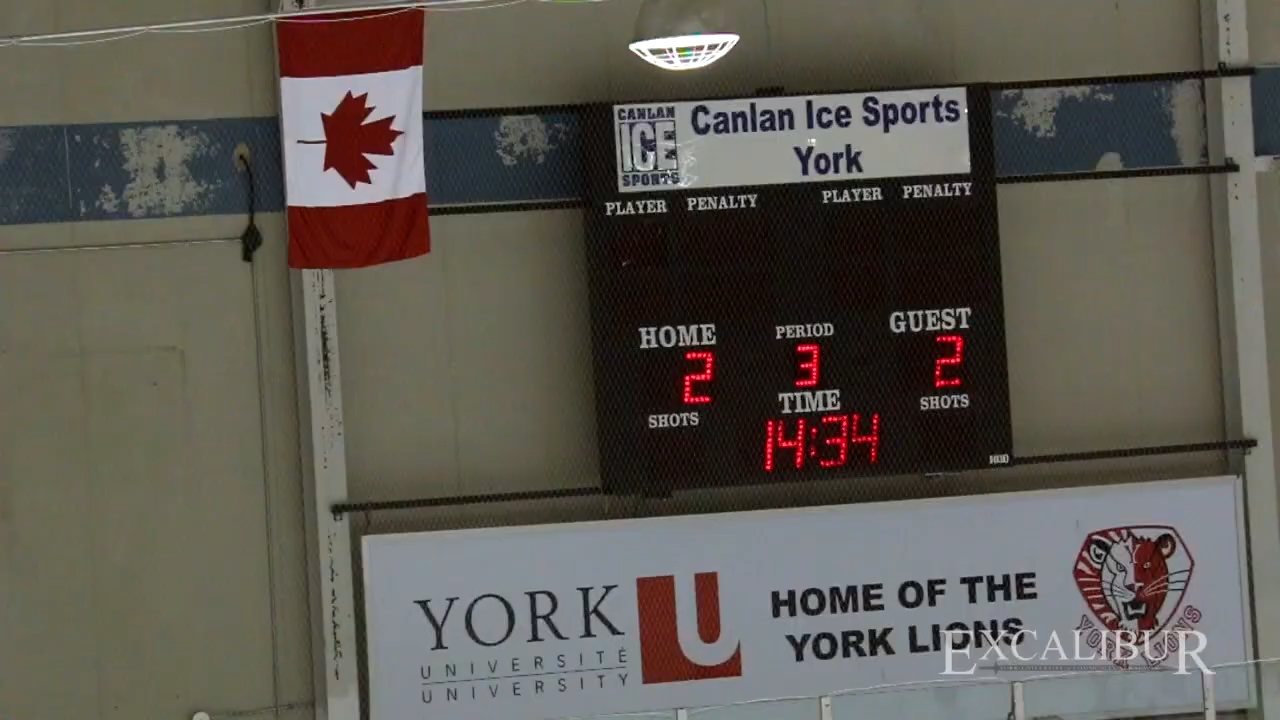 CANLAN
ICE
SPORTS
Canlan Ice Sports
York
PLAYER PENALTY PLAYER PENALTY
HOME PERIOD GUEST
2 3 2
SHOTS TIME SHOTS
14:34
YORK U
UNIVERSITÉ
UNIVERSITY
HOME OF THE
YORK LIONS
EXCALIBUR